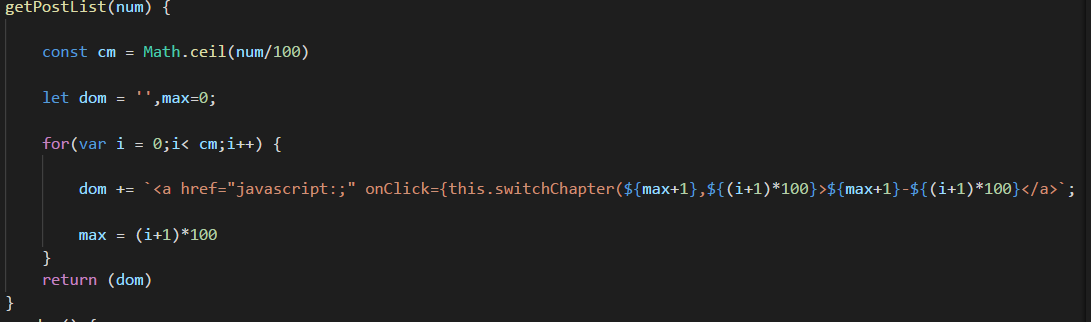 getPostList(num) {
const cm = Math.ceil(num/100)
let dom = '',max=0;
for(var i = 0;i< cm;i++) {
dom += `<a href="javascript:;" onClick={this.switchChapter(${max+1},${(i+1)*100}>${max+1}-${(i+1)*100}</a>`;
max = (i+1)*100
}
return (dom)
}